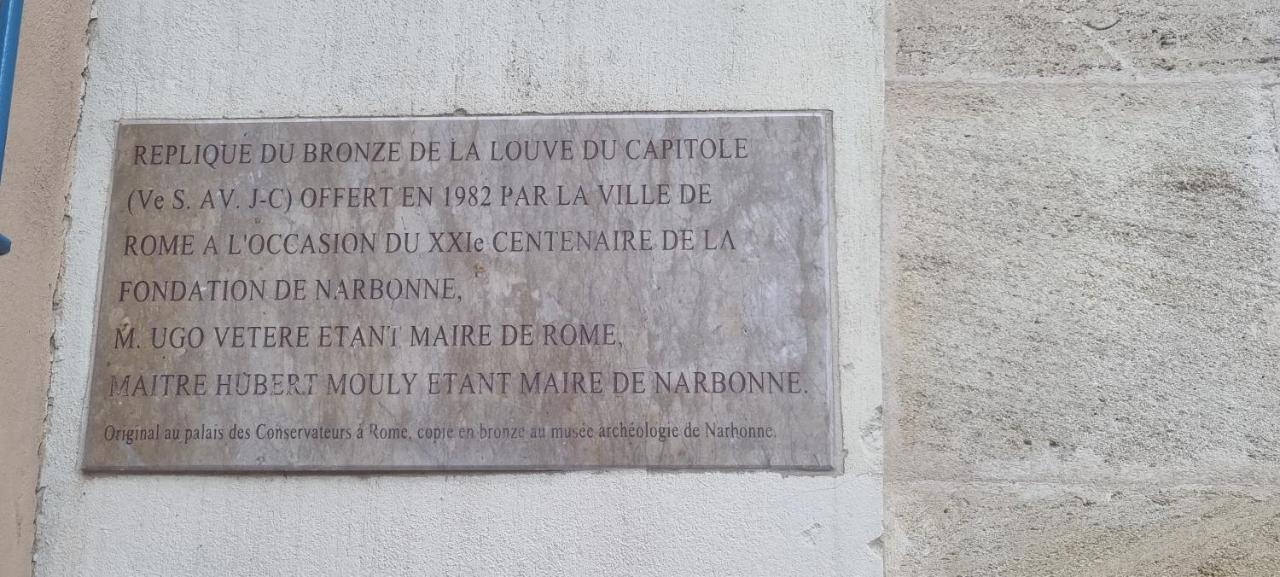 REPLIQUE DU BRONZE DE LA LOUVE DU CAPITOLE
(Ve S. AV. J-C) OFFERT EN 1982 PAR LA VILLE DE
ROME A L'OCCASION DU XXIe CENTENAIRE DE LA
FONDATION DE NARBONNE,
M. UGO VETERE ETANT MAIRE DE ROME,
MAITRE HUBERT MOULY ETANT MAIRE DE NARBONNE.
Original au palais des Conservateurs à Rome, copie en bronze au musée archéologie de Narbonne.